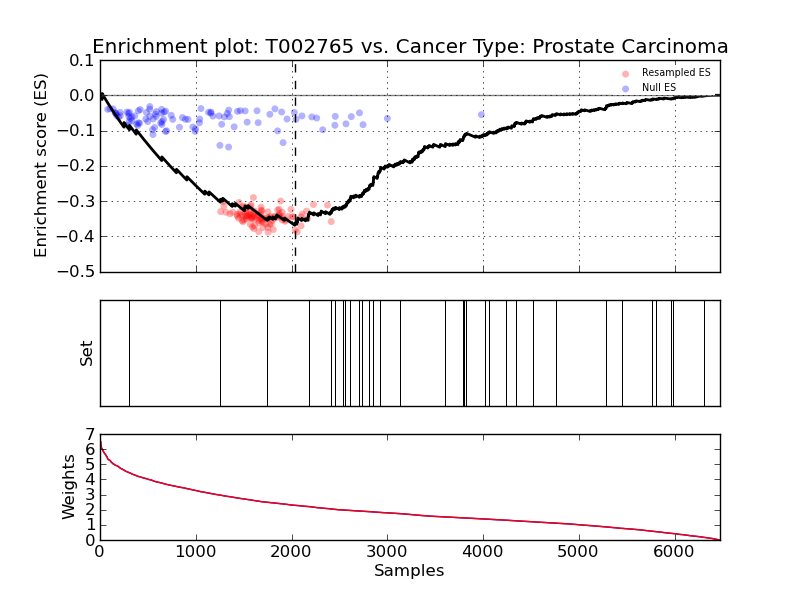 Enrichment plot: T002765 vs. Cancer Type: Prostate Carcinoma
0.1
0.0
−0.1
−0.2
−0.3
−0.4
−0.5
Enrichment score (ES)
Resampled ES
Null ES
Set
7
6
5
4
3
2
1
0
Weights
0 1000 2000 3000 4000 5000 6000
Samples